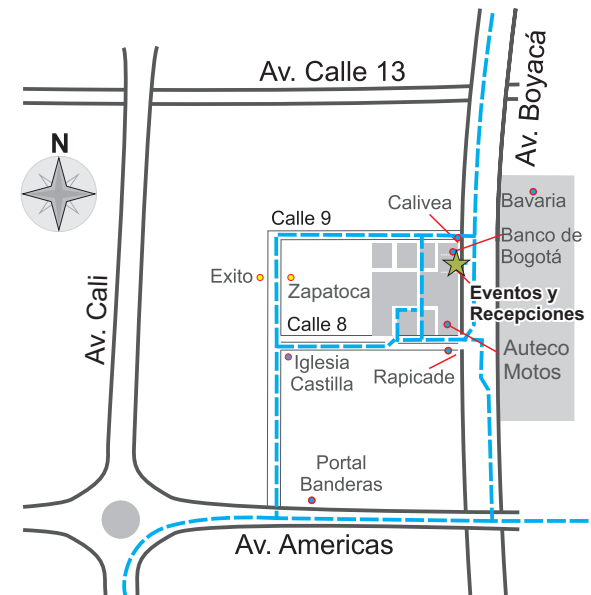 Av. Calle 13
Av. Boyacá
N
Bavaria
Calivea
Calle 9
Banco de
Bogotá
Exito
Zapatoca
Eventos y
Recepciones
Av. Cali
Calle 8
Auteco
Motos
Iglesia
Castilla
Rapicade
Portal
Banderas
Av. Americas